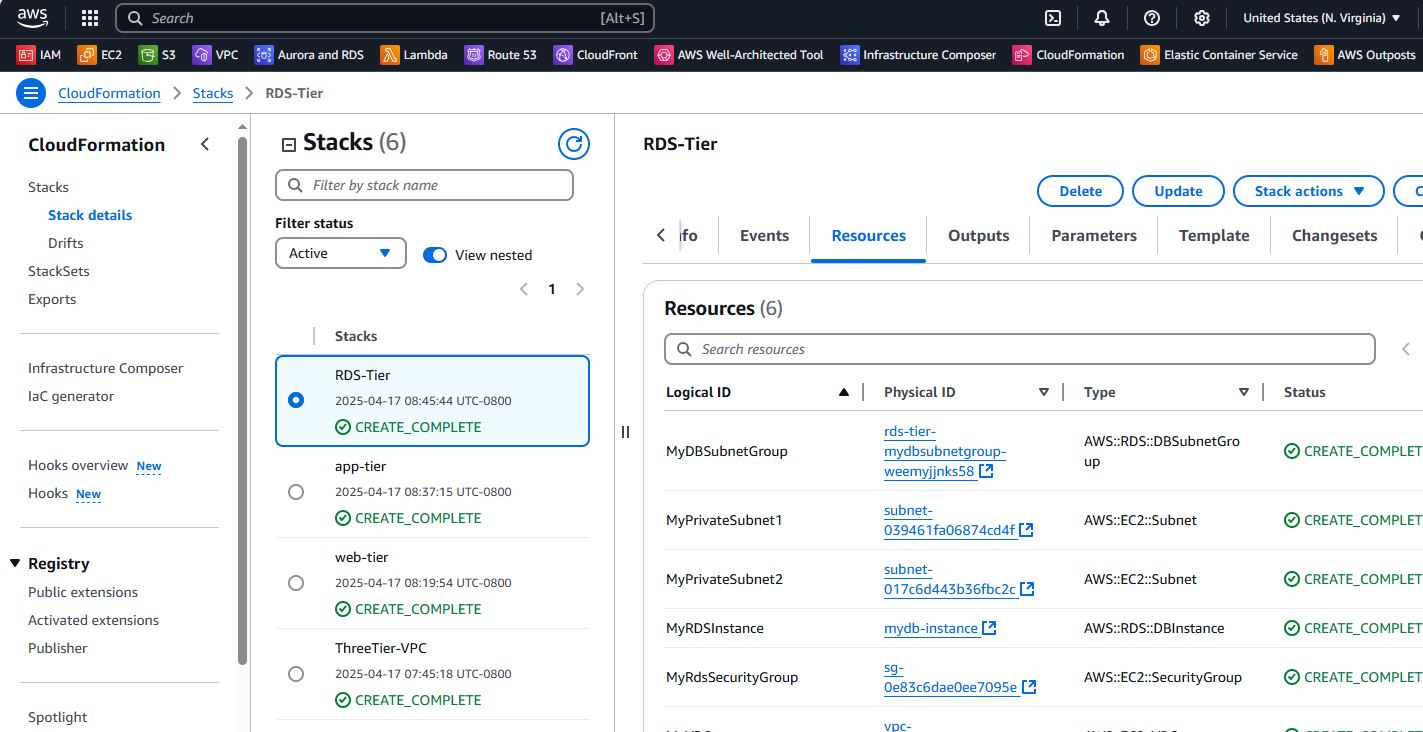 aws
Search [Alt+S]
United States (N. Virginia)
IAM EC2 S3 VPC Aurora and RDS Lambda Route 53 CloudFront AWS Well-Architected Tool Infrastructure Composer CloudFormation Elastic Container Service AWS Outposts
CloudFormation Stacks RDS-Tier
CloudFormation
Stacks
Stack details
Drifts
StackSets
Exports
Infrastructure Composer
IaC generator
Hooks overview New
Hooks New
Registry
Public extensions
Activated extensions
Publisher
Spotlight
Stacks (6)
Filter by stack name
Filter status
Active
View nested
1
Stacks
RDS-Tier
2025-04-17 08:45:44 UTC-0800
CREATE_COMPLETE
app-tier
2025-04-17 08:37:15 UTC-0800
CREATE_COMPLETE
web-tier
2025-04-17 08:19:54 UTC-0800
CREATE_COMPLETE
ThreeTier-VPC
2025-04-17 07:45:18 UTC-0800
CREATE_COMPLETE
RDS-Tier
Delete Update Stack actions
fo Events Resources Outputs Parameters Template Changesets
Resources (6)
Search resources
Logical ID Physical ID Type Status
MyDBSubnetGroup
rds-tier-
mydbsubnetgroup-
weemyjjnks58
AWS::RDS::DBSubnetGro
up
CREATE_COMPLET
MyPrivateSubnet1
subnet-
039461fa06874cd4f
AWS::EC2::Subnet
CREATE_COMPLET
MyPrivateSubnet2
subnet-
017c6d443b36fbc2c
AWS::EC2::Subnet
CREATE_COMPLET
MyRDSInstance
mydb-instance
AWS::RDS::DBInstance
CREATE_COMPLET
MyRdsSecurityGroup
sg-
0e83c6dae0ee7095e
AWS::EC2::SecurityGroup
CREATE_COMPLET
vpc-